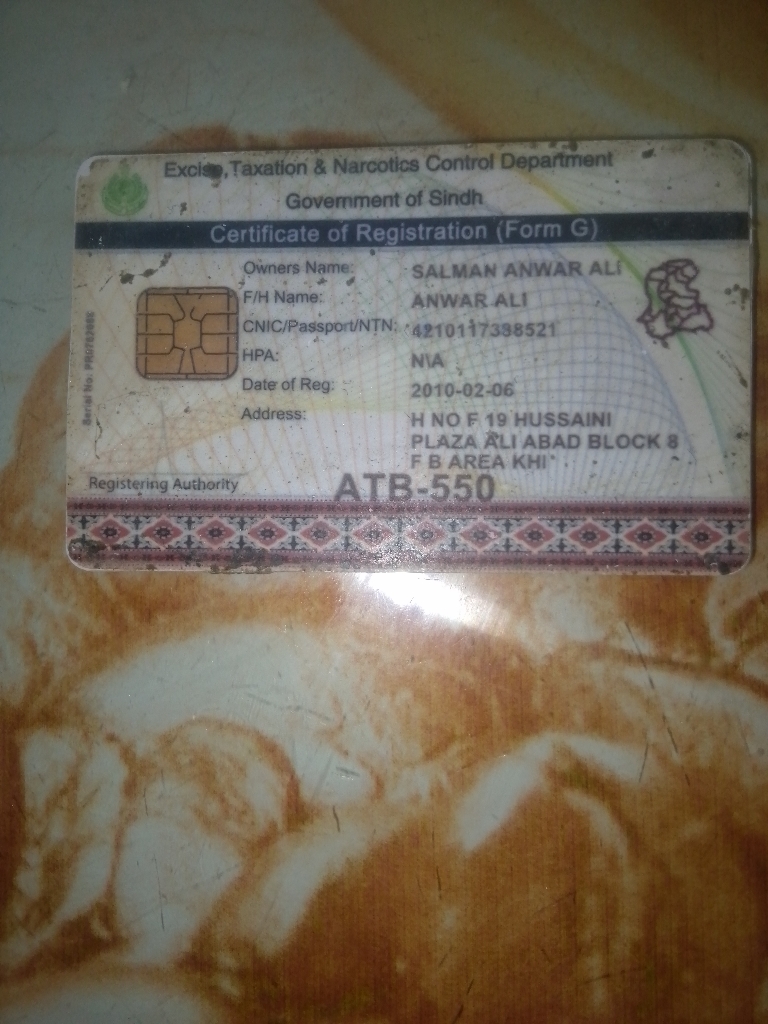 Excise,Taxation & Narcotics Control Department
Government of Sindh
Certificate of Registration (Form G)
Owners Name: SALMAN ANWAR ALI
F/H Name: ANWAR ALI
CNIC/Passport/NTN: 4210117398521
HPA: N\A
Date of Reg: 2010-02-06
Address: H NO F 19 HUSSAINI
PLAZA ALI ABAD BLOCK 8
F B AREA KHI
Serial No:
Registering Authority
ATB-550